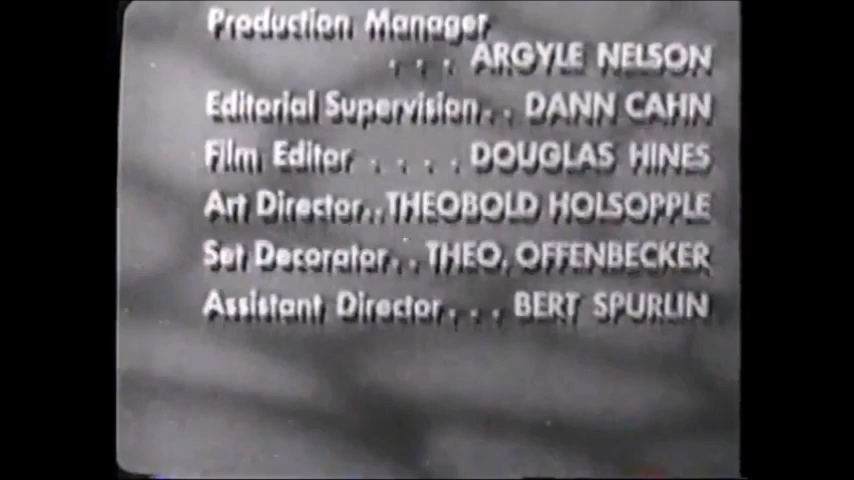 Production Manager
. . . ARGYLE NELSON
Editorial Supervision . . DANN CAHN
Film Editor . . . . DOUGLAS HINES
Art Director . . THEOBOLD HOLSOPPLE
Set Decorator . . THEO. OFFENBECKER
Assistant Director . . . BERT SPURLIN